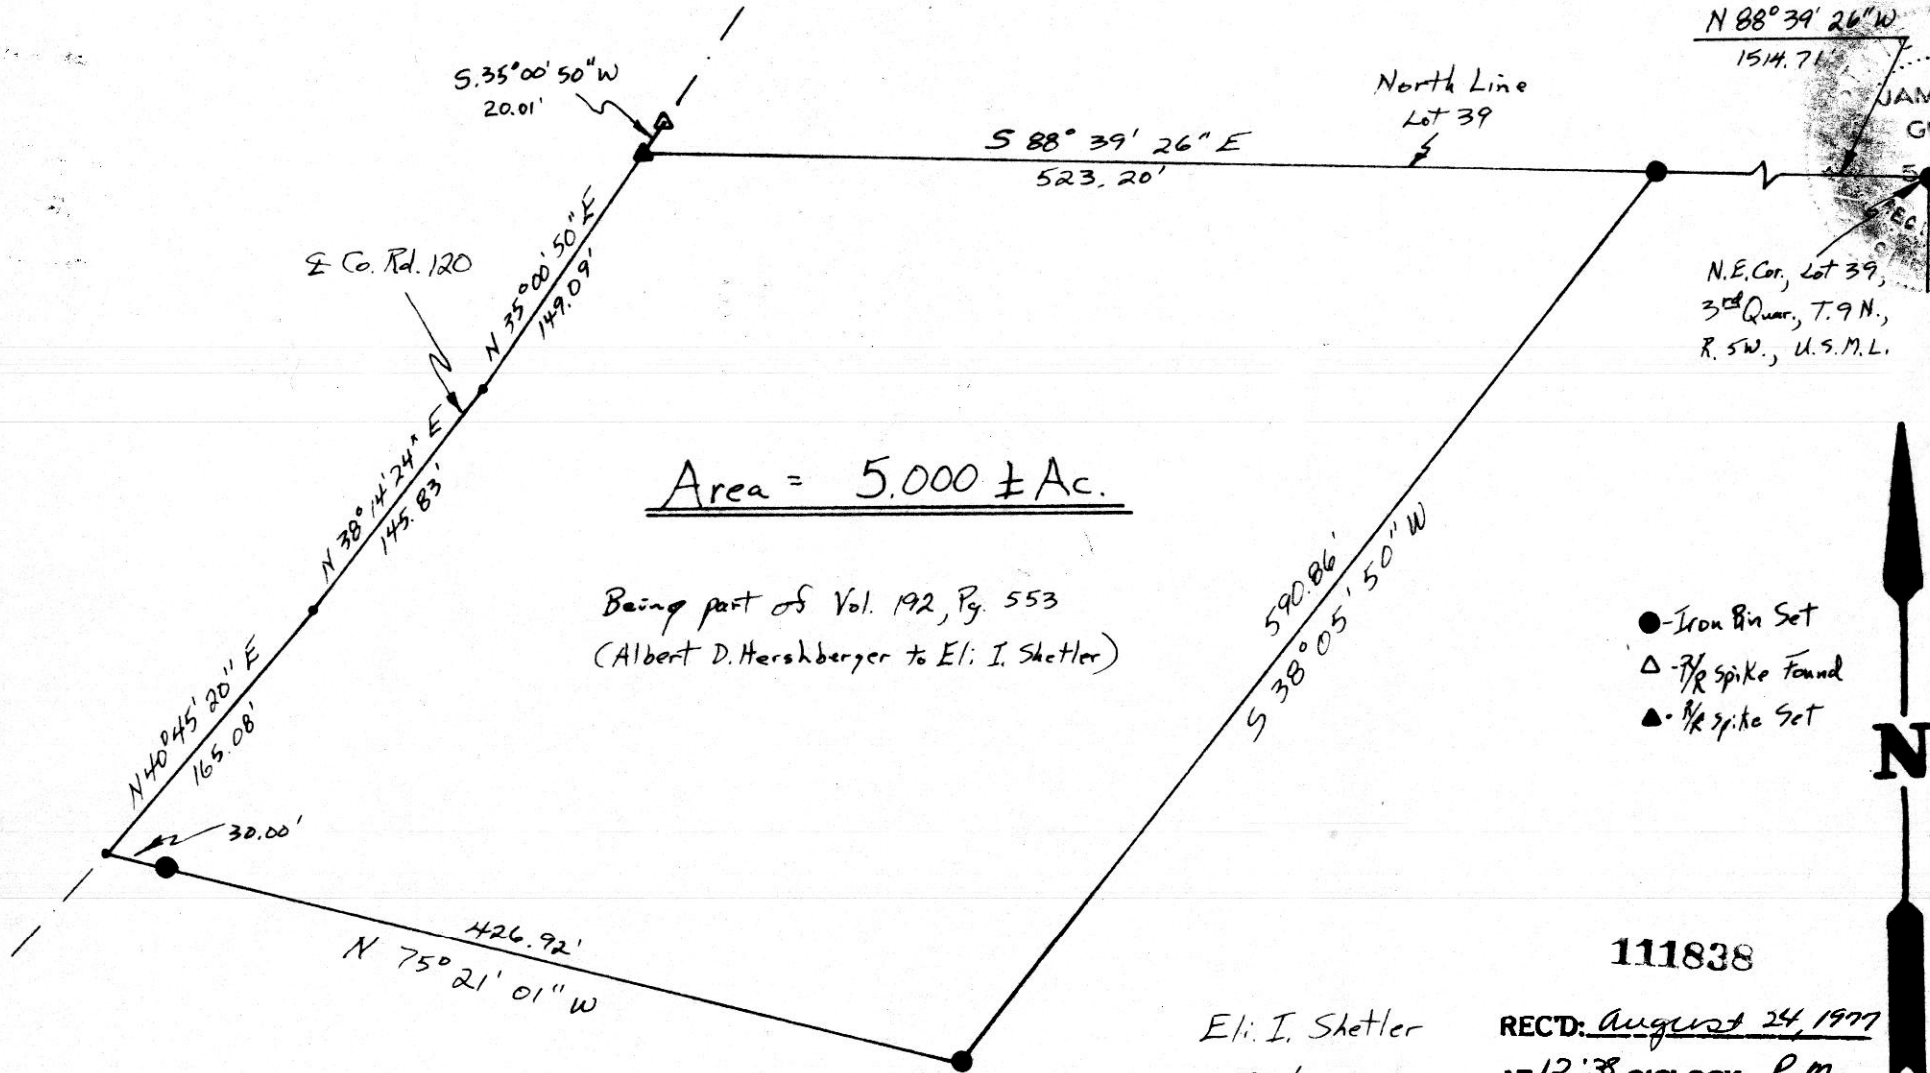 N 88° 39' 26" W
1514.71'
S. 35° 00' 50" W
20.01'
North Line
Lot 39
S 88° 39' 26" E
523.20'
℄ Co. Rd. 120
N 35° 00' 50" E
149.09'
N.E. Cor., Lot 39,
3rd Quar., T. 9 N.,
R. 5W., U.S.M.L.
N 38° 14' 24" E
145.83'
Area = 5.000 ± Ac.
Being part of Vol. 192, Pg. 553
(Albert D. Hershberger to Eli I. Shetler)
590.86'
S 38° 05' 50" W
- Iron Pin Set
- R/R Spike Found
- R/R Spike Set
N
N 40° 45' 20" E
165.08'
30.00'
426.92'
N 75° 21' 01" W
111838
Eli I. Shetler
REC'D: August 24, 1977
12:38 P.M.